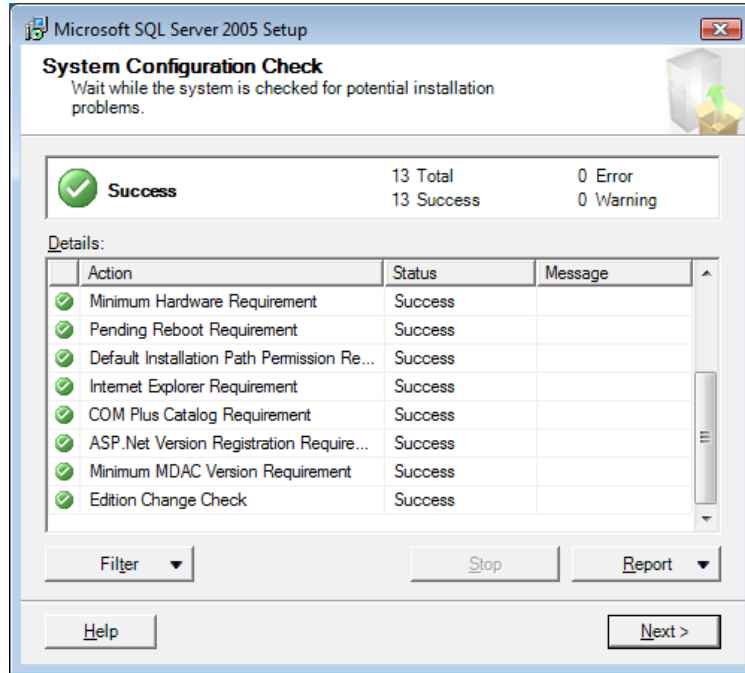 Microsoft SQL Server 2005 Setup
System Configuration Check
Wait while the system is checked for potential installation
problems.
Success
13 Total
0 Error
13 Success
0 Warning
Details:
Action Status Message
Minimum Hardware Requirement Success
Pending Reboot Requirement Success
Default Installation Path Permission Re... Success
Internet Explorer Requirement Success
COM Plus Catalog Requirement Success
ASP.Net Version Registration Require... Success
Minimum MDAC Version Requirement Success
Edition Change Check Success
Filter Stop Report
Help Next >